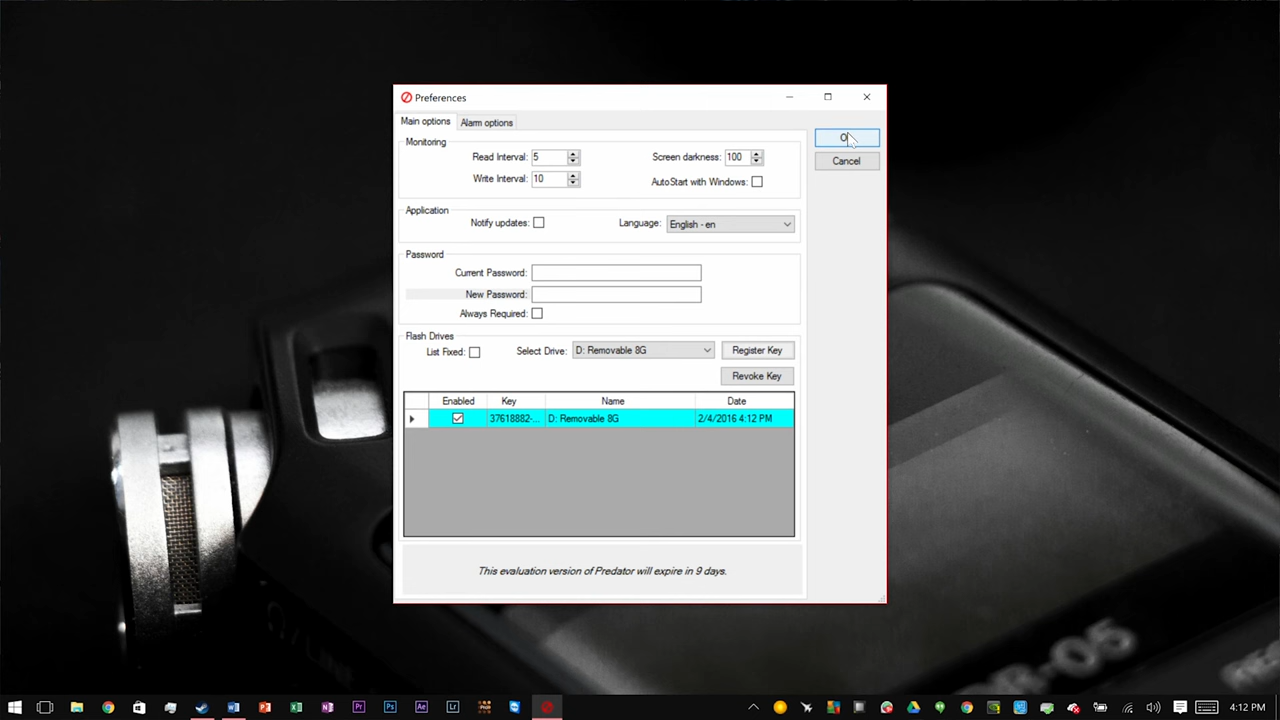 Preferences
Main options
Alarm options
Monitoring
Read Interval: 5
Screen darkness: 100
Write Interval: 10
AutoStart with Windows:
OK
Cancel
Application
Notify updates:
Language: English - en
Password
Current Password:
New Password:
Always Required:
Flash Drives
List Fixed:
Select Drive: D: Removable 8G
Register Key
Revoke Key
Enabled Key Name Date
37618882-... D: Removable 8G 2/4/2016 4:12 PM
This evaluation version of Predator will expire in 9 days.
R-05
4:12 PM